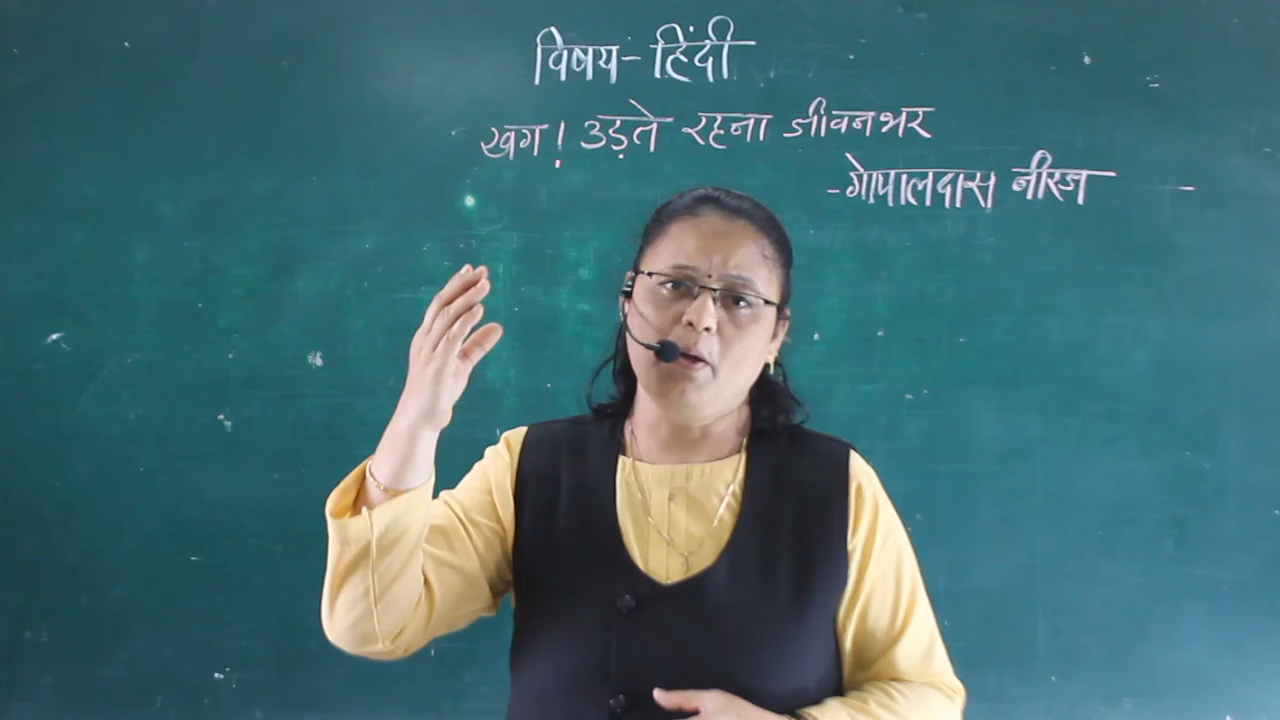 विषय- हिंदी
खग! उड़ते रहना जीवनभर
-गोपालदास नीरज -